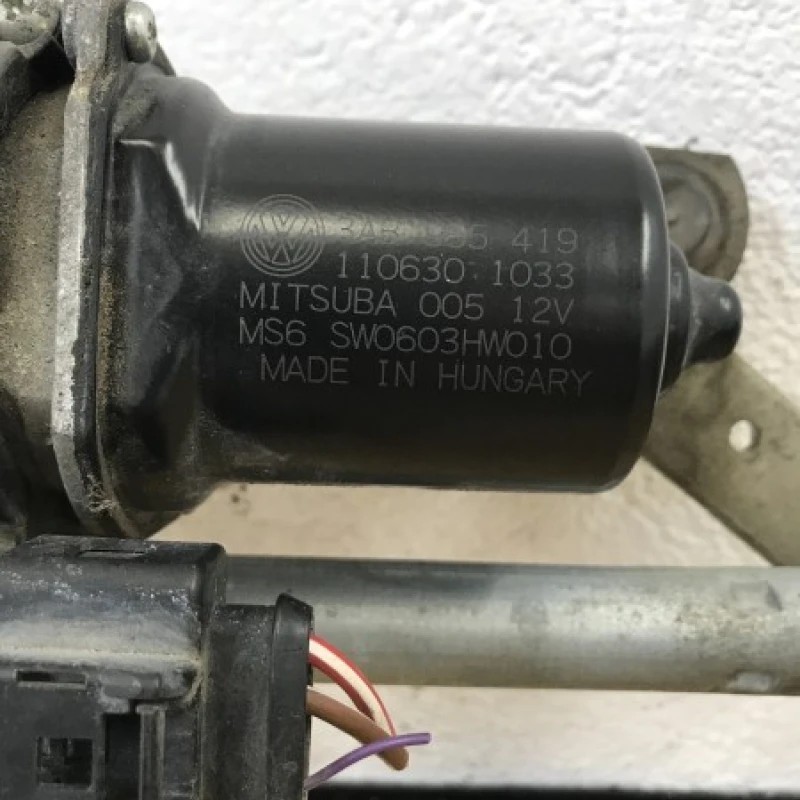 419
110630 1033
MITSUBA 005 12V
MS6 SW0603HW010
MADE IN HUNGARY